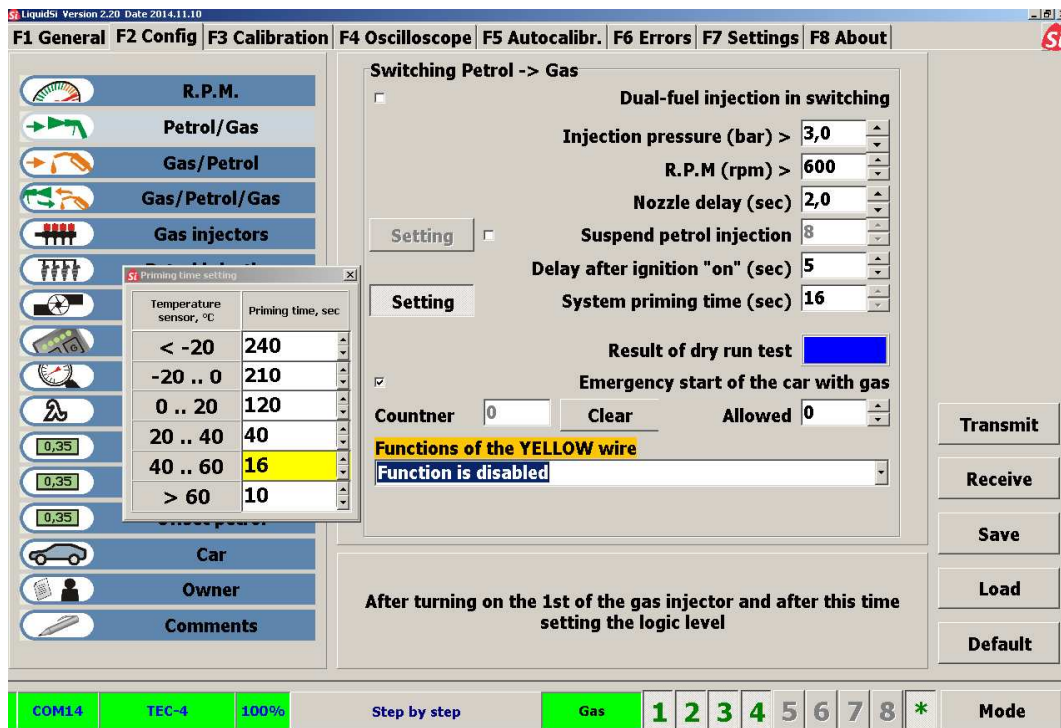 Si LiquidSi Version 2.20 Date 2014.11.10
F1 General F2 Config F3 Calibration F4 Oscilloscope F5 Autocalibr. F6 Errors F7 Settings F8 About
Si
R.P.M.
Petrol/Gas
Gas/Petrol
Gas/Petrol/Gas
Gas injectors
0,35
0,35
0,35
Car
Owner
Comments
Si Priming time setting
Temperature sensor, °C Priming time, sec
< -20 240
-20 .. 0 210
0 .. 20 120
20 .. 40 40
40 .. 60 16
> 60 10
Switching Petrol -> Gas
Dual-fuel injection in switching
Injection pressure (bar) > 3,0
R.P.M (rpm) > 600
Nozzle delay (sec) 2,0
Setting Suspend petrol injection 8
Delay after ignition "on" (sec) 5
Setting System priming time (sec) 16
Result of dry run test
Emergency start of the car with gas
Countner 0 Clear Allowed 0
Functions of the YELLOW wire
Function is disabled
After turning on the 1st of the gas injector and after this time
setting the logic level
Transmit
Receive
Save
Load
Default
COM14 TEC-4 100% Step by step Gas 1 2 3 4 5 6 7 8 * Mode